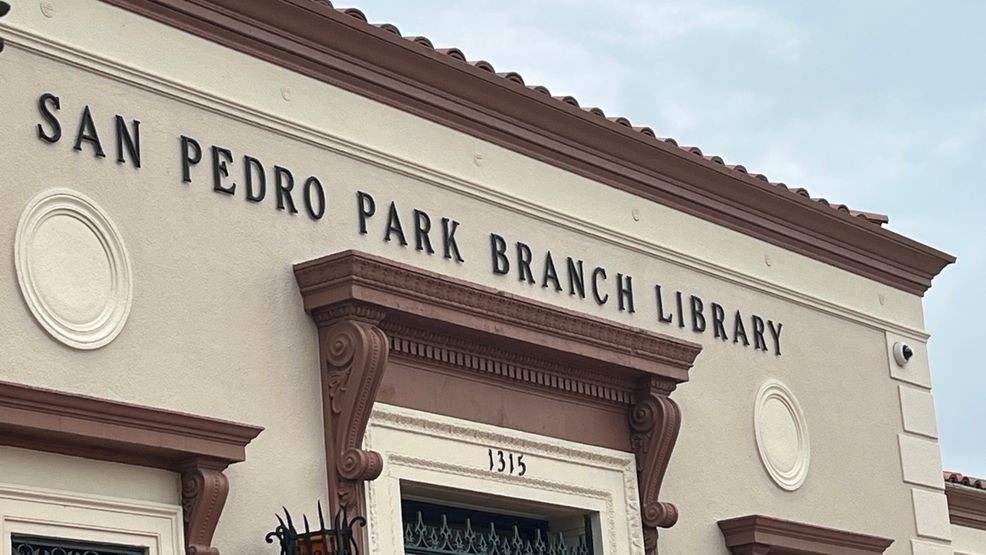 SAN PEDRO PARK BRANCH LIBRARY
1315